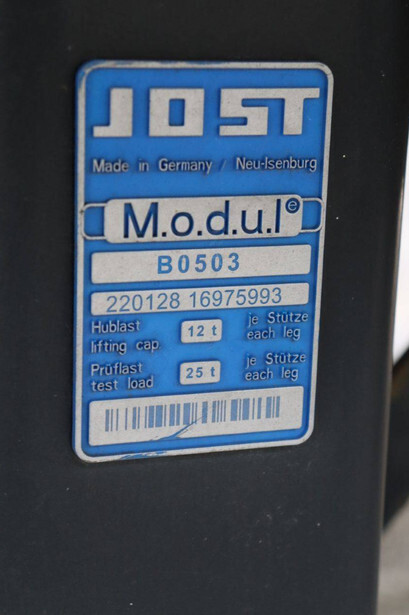 JOST
Made in Germany / Neu-Isenburg
M.o.d.u.l e
B0503
220128 16975993
Hublast 12 t je Stütze
lifting cap. each leg
Prüflast 25 t je Stütze
test load each leg